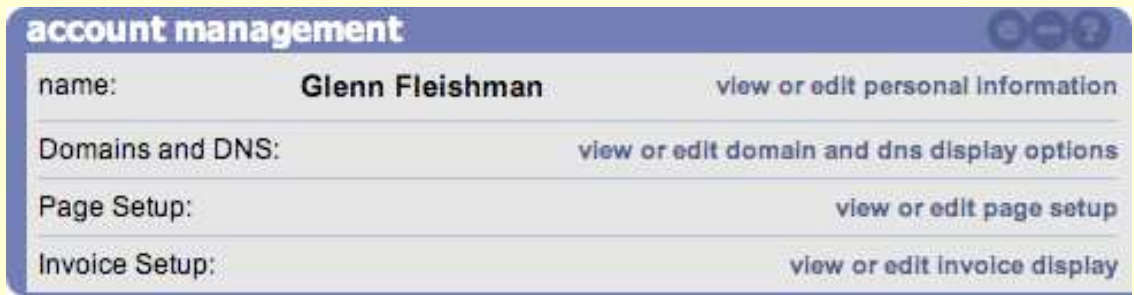 account management
name: Glenn Fleishman view or edit personal information
Domains and DNS: view or edit domain and dns display options
Page Setup: view or edit page setup
Invoice Setup: view or edit invoice display